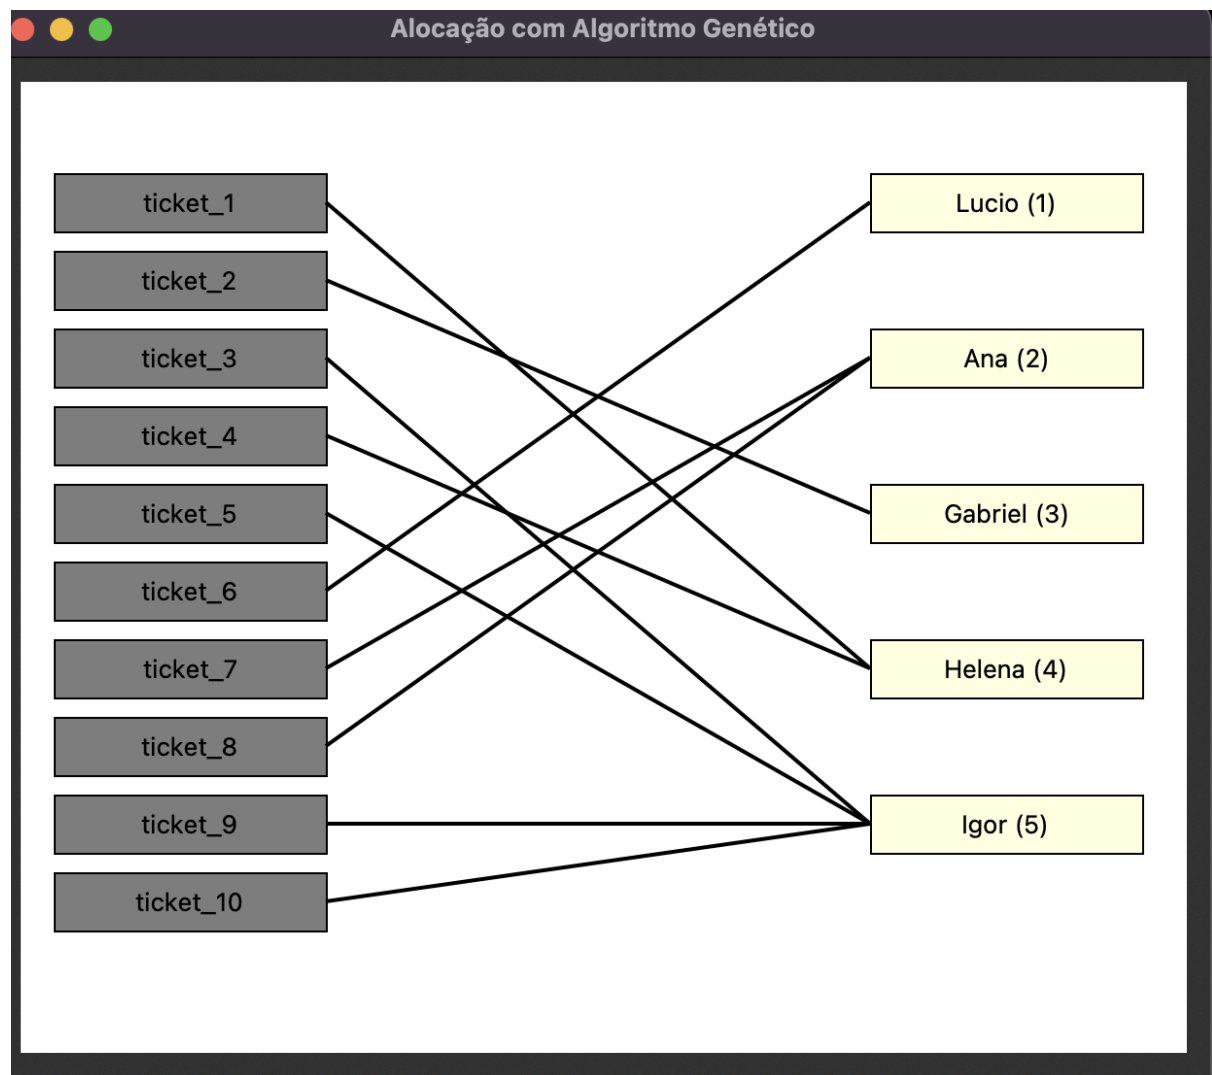 Alocação com Algoritmo Genético
ticket_1
ticket_2
ticket_3
ticket_4
ticket_5
ticket_6
ticket_7
ticket_8
ticket_9
ticket_10
Lucio (1)
Ana (2)
Gabriel (3)
Helena (4)
Igor (5)